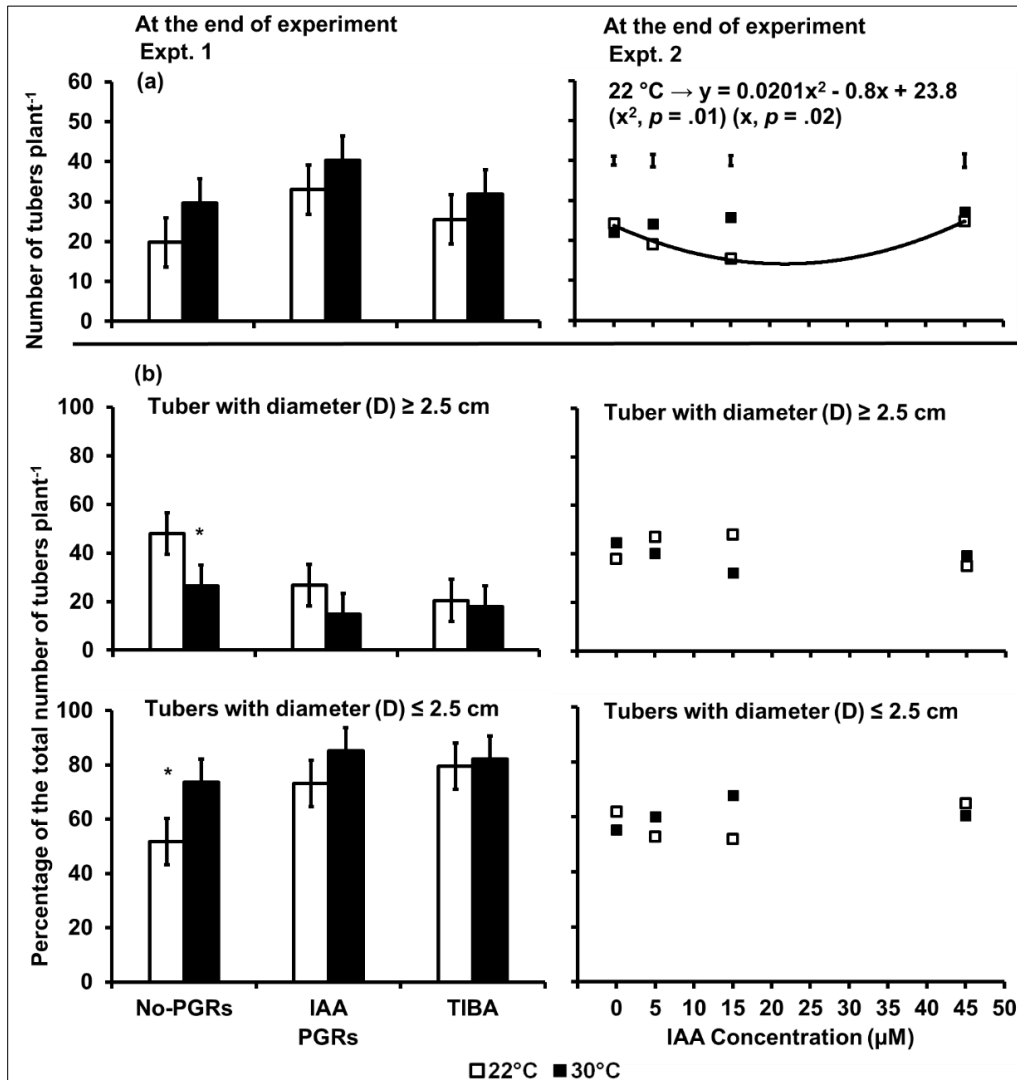 At the end of experiment
Expt. 1
At the end of experiment
Expt. 2
(a)
Number of tubers plant⁻¹
60
50
40
30
20
10
0
22 °C → y = 0.0201x² - 0.8x + 23.8
(x², p = .01) (x, p = .02)
(b)
Percentage of the total number of tubers plant⁻¹
Tuber with diameter (D) ≥ 2.5 cm
100
80
60
40
20
0
*
Tuber with diameter (D) ≥ 2.5 cm
Tubers with diameter (D) ≤ 2.5 cm
100
80
60
40
20
0
*
Tubers with diameter (D) ≤ 2.5 cm
No-PGRs IAA TIBA
PGRs
0 5 10 15 20 25 30 35 40 45 50
IAA Concentration (µM)
22°C 30°C